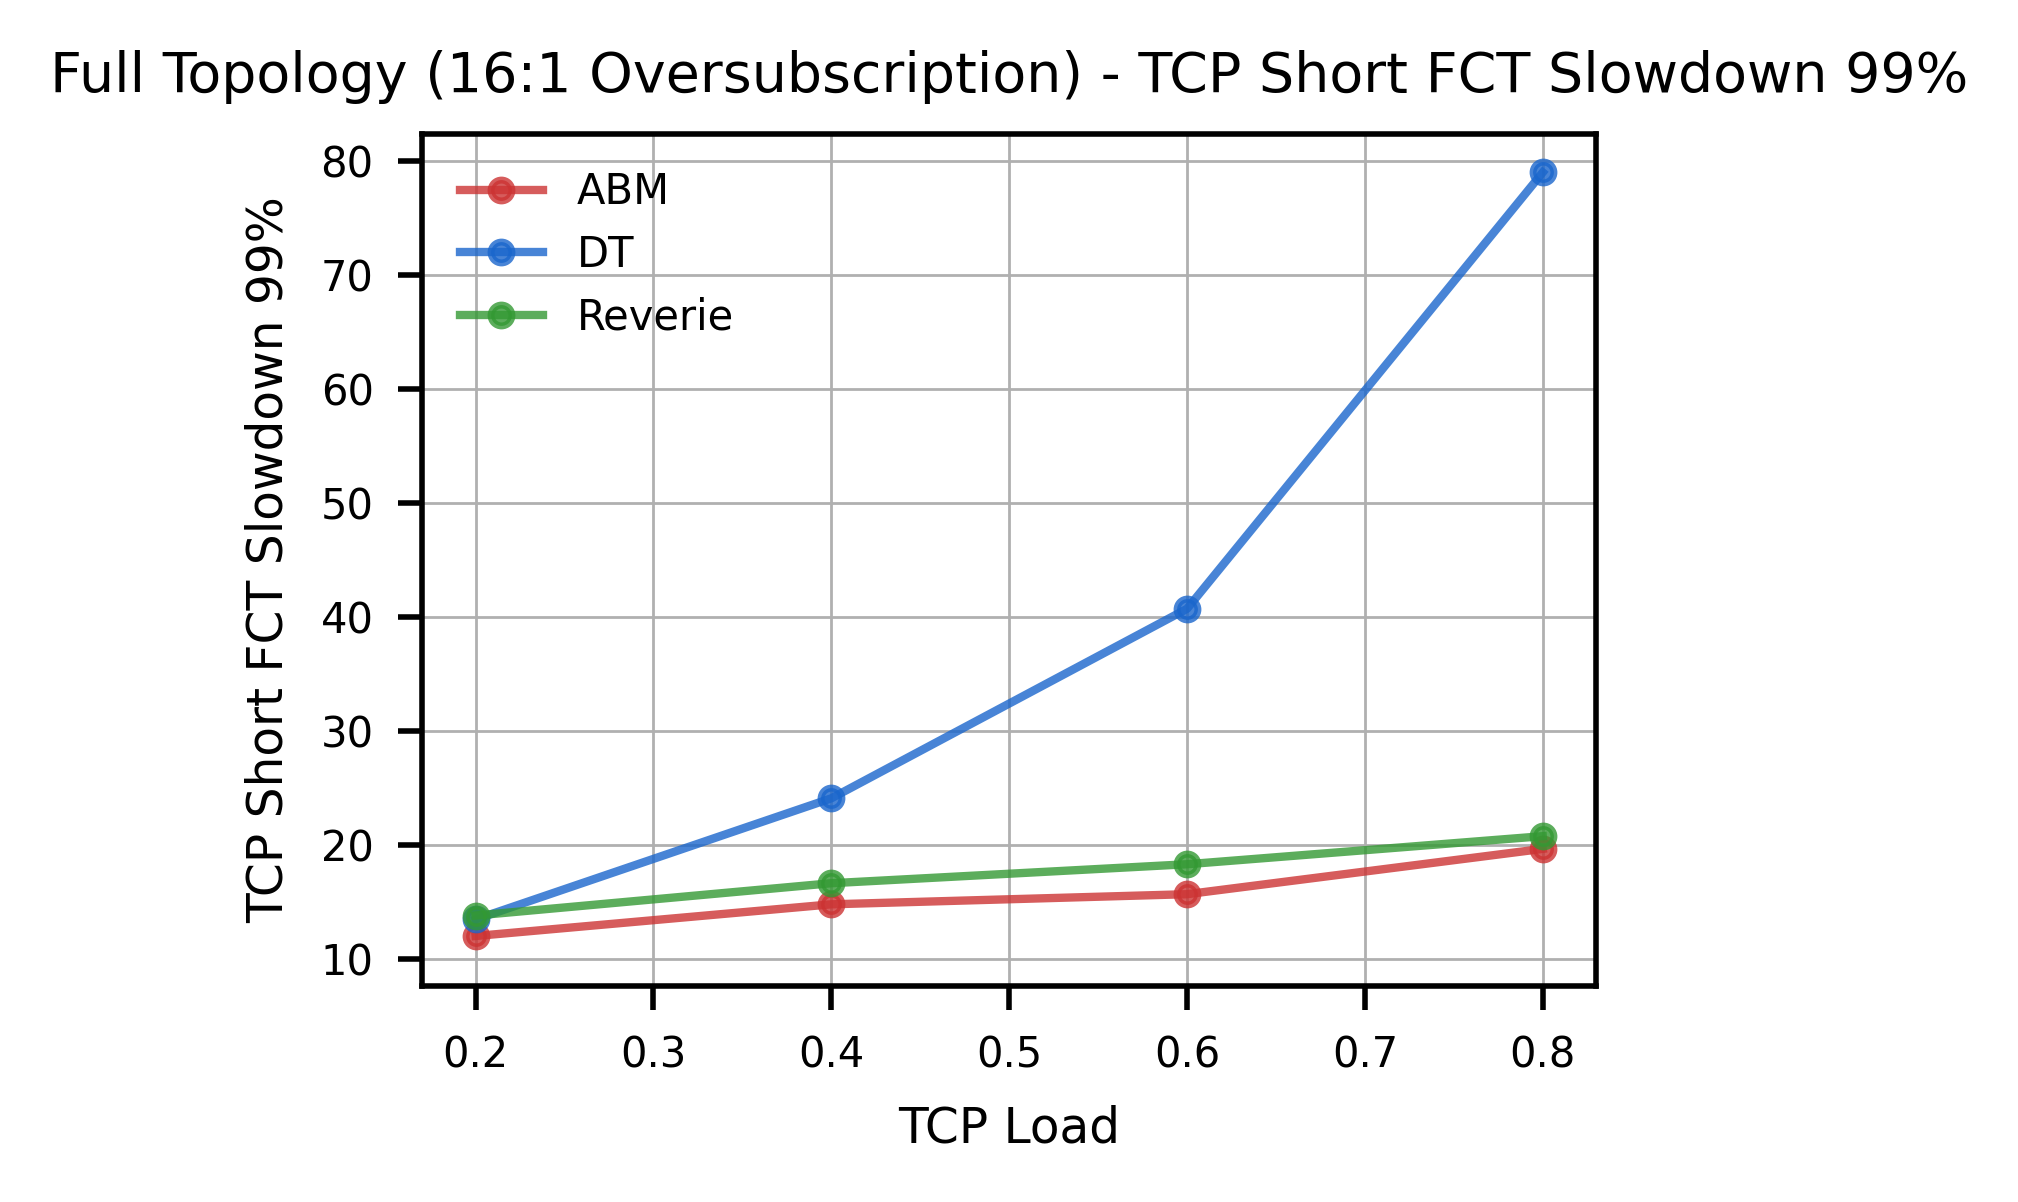 Full Topology (16:1 Oversubscription) - TCP Short FCT Slowdown 99%
TCP Short FCT Slowdown 99%
80
70
60
50
40
30
20
10
ABM
DT
Reverie
0.2 0.3 0.4 0.5 0.6 0.7 0.8
TCP Load